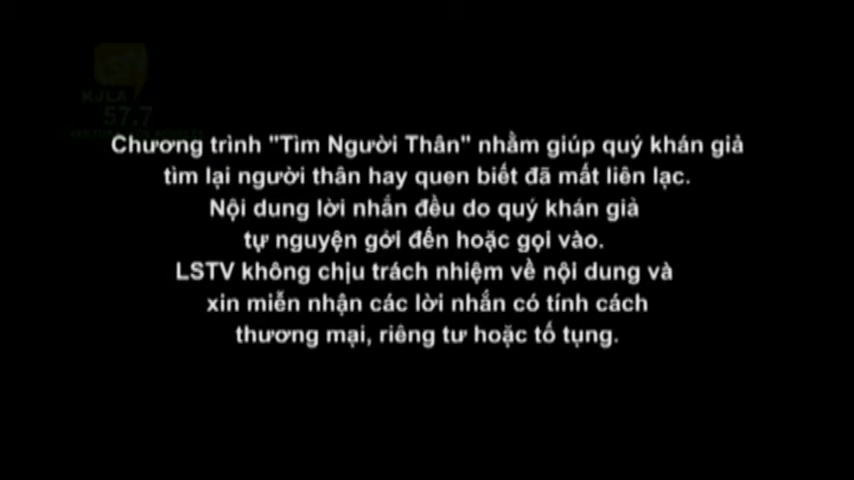 KJLA
57.7
Chương trình "Tìm Người Thân" nhằm giúp quý khán giả
tìm lại người thân hay quen biết đã mất liên lạc.
Nội dung lời nhắn đều do quý khán giả
tự nguyện gởi đến hoặc gọi vào.
LSTV không chịu trách nhiệm về nội dung và
xin miễn nhận các lời nhắn có tính cách
thương mại, riêng tư hoặc tố tụng.